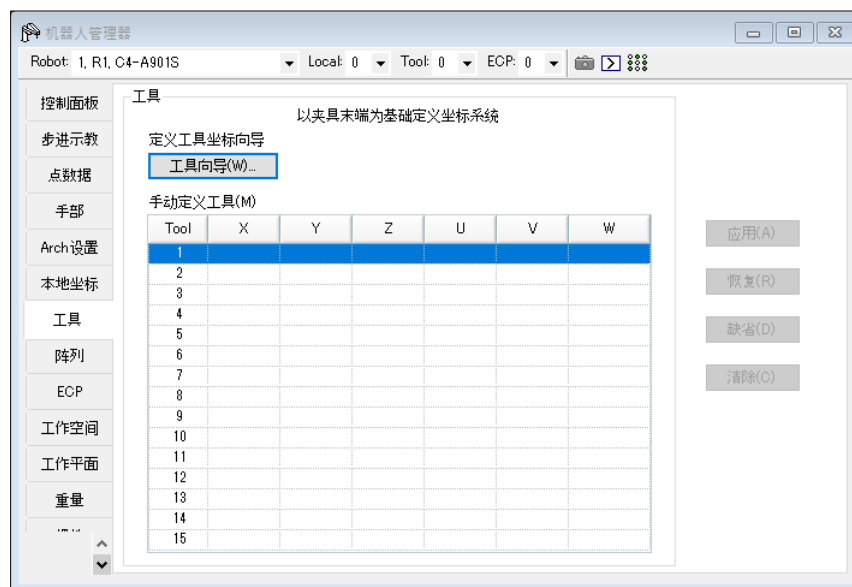 机器人管理器
Robot: 1, R1, C4-A901S Local: 0 Tool: 0 ECP: 0
控制面板
步进示教
点数据
手部
Arch 设置
本地坐标
工具
阵列
ECP
工作空间
工作平面
重量
工具
以夹具末端为基础定义坐标系统
定义工具坐标向导
工具向导(W)...
手动定义工具(M)
Tool X Y Z U V W
1
2
3
4
5
6
7
8
9
10
11
12
13
14
15
应用(A)
恢复(R)
缺省(D)
清除(C)